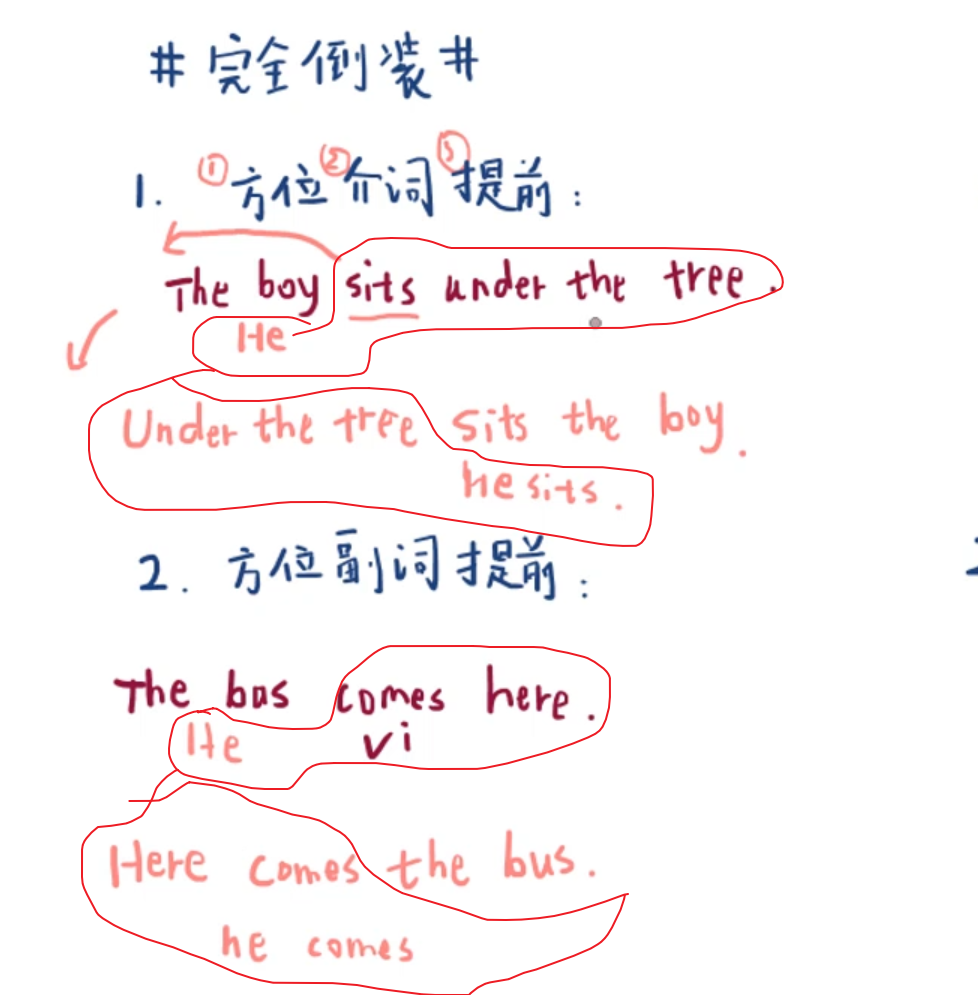 # 完全倒装 #
1. ①方位②介词③提前：
The boy sits under the tree.
He
Under the tree sits the boy.
he sits.
2. 方位副词提前：
The bus comes here.
He vi
Here comes the bus.
he comes